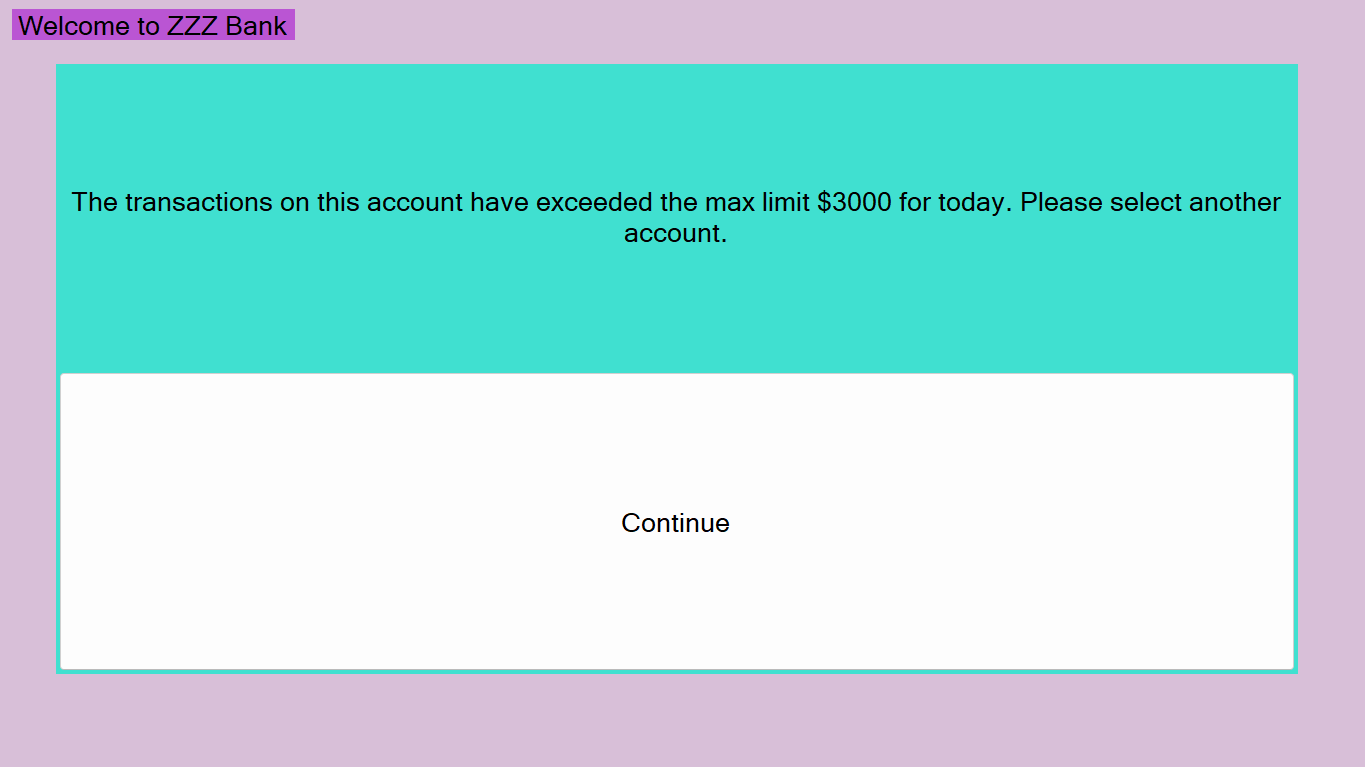 Welcome to ZZZ Bank
The transactions on this account have exceeded the max limit $3000 for today. Please select another
account.
Continue